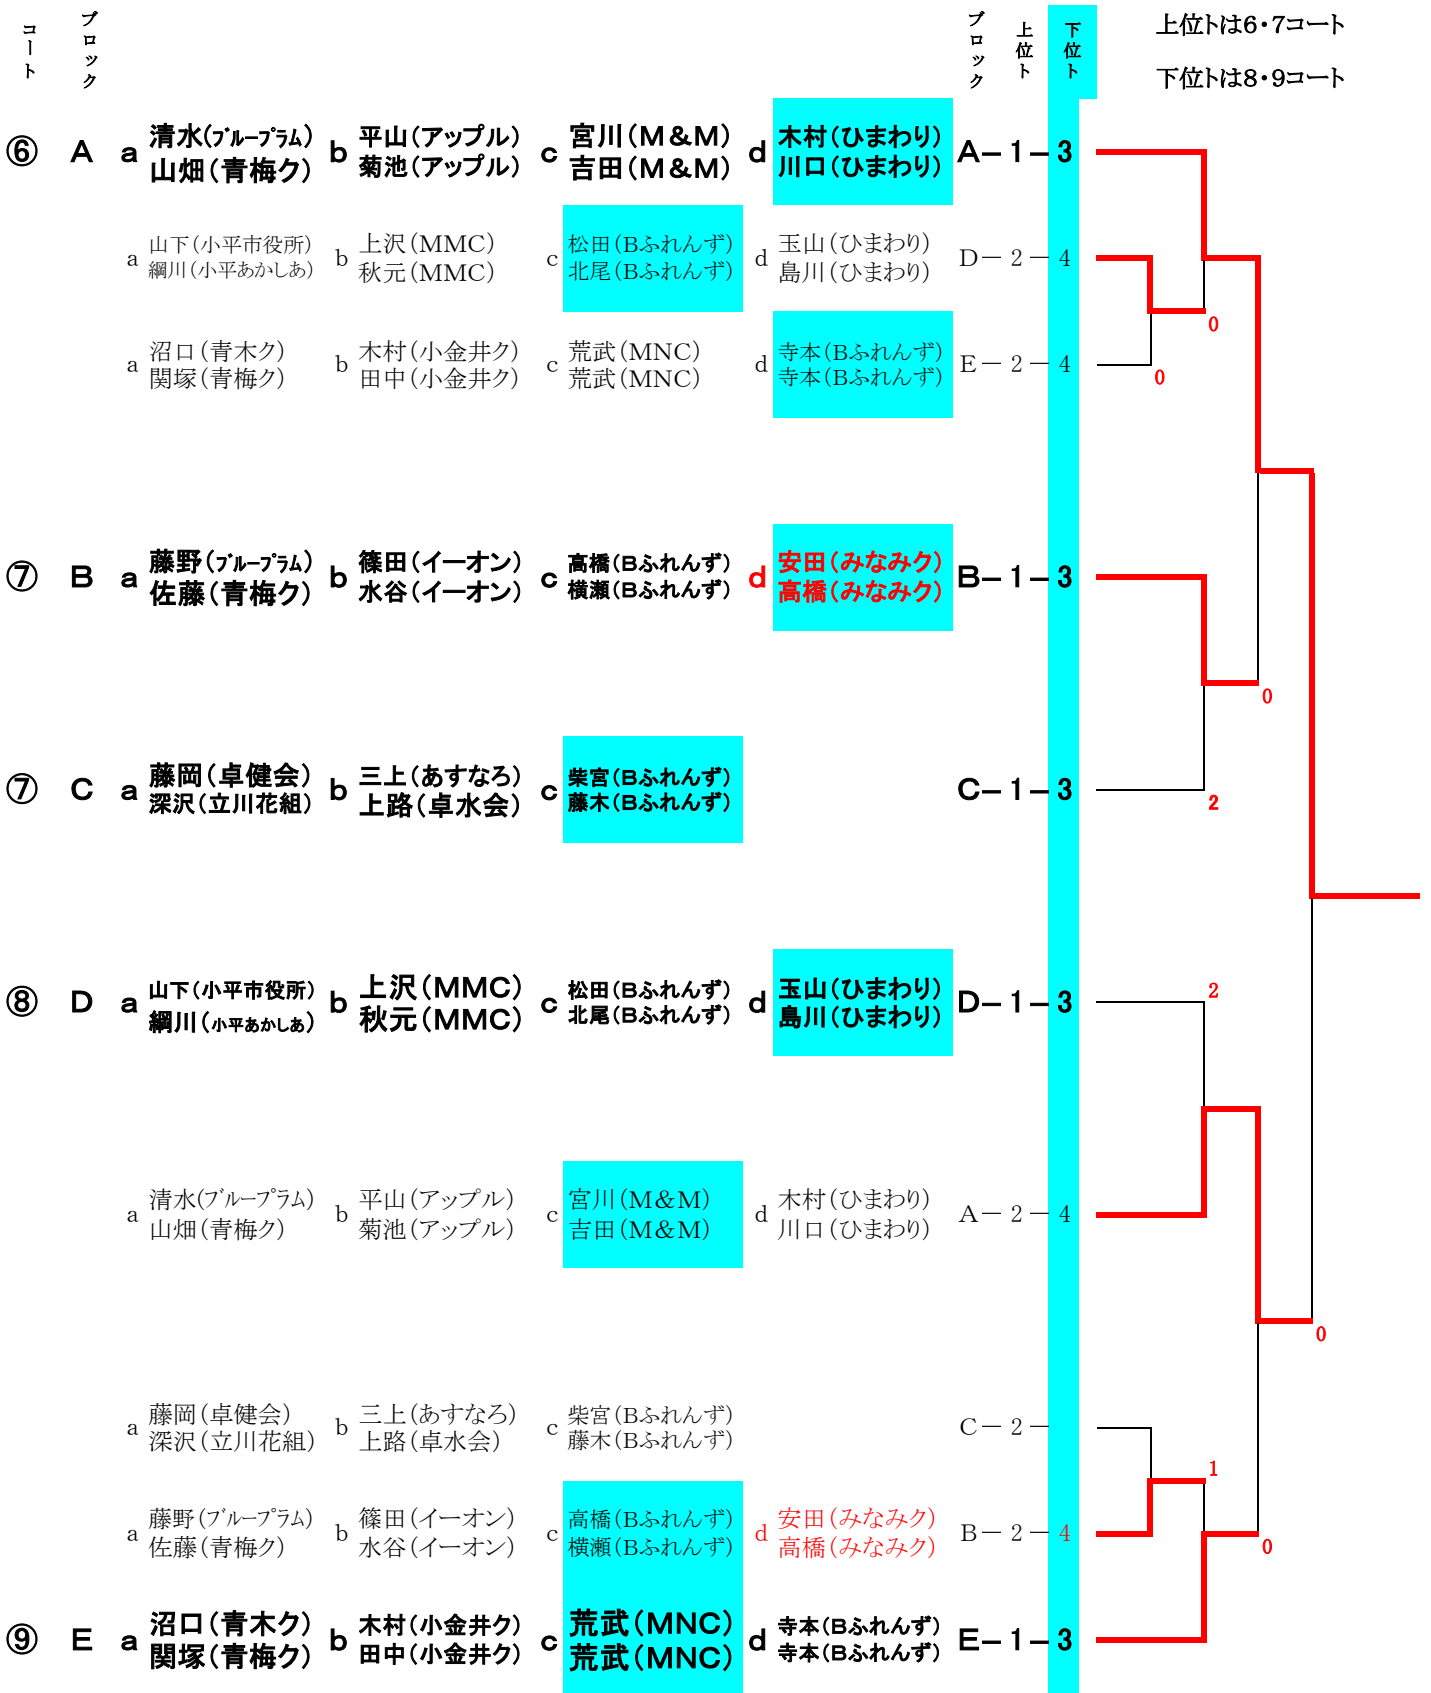 コート ブロック ブロック 上位ト 下位ト 上位トは6・7コート
下位トは8・9コート
⑥ A a 清水(ブループラム) b 平山(アップル) c 宮川(M&M) d 木村(ひまわり) A-1-3
山畑(青梅ク) 菊池(アップル) 吉田(M&M) 川口(ひまわり)
a 山下(小平市役所) b 上沢(MMC) c 松田(Bふれんず) d 玉山(ひまわり) D-2-4
綱川(小平あかしあ) 秋元(MMC) 北尾(Bふれんず) 島川(ひまわり)
0
a 沼口(青木ク) b 木村(小金井ク) c 荒武(MNC) d 寺本(Bふれんず) E-2-4
関塚(青梅ク) 田中(小金井ク) 荒武(MNC) 寺本(Bふれんず)
0
⑦ B a 藤野(ブループラム) b 篠田(イーオン) c 高橋(Bふれんず) d 安田(みなみク) B-1-3
佐藤(青梅ク) 水谷(イーオン) 横瀬(Bふれんず) 高橋(みなみク)
0
⑦ C a 藤岡(卓健会) b 三上(あすなろ) c 柴宮(Bふれんず) C-1-3
深沢(立川花組) 上路(卓水会) 藤木(Bふれんず)
2
2
⑧ D a 山下(小平市役所) b 上沢(MMC) c 松田(Bふれんず) d 玉山(ひまわり) D-1-3
綱川(小平あかしあ) 秋元(MMC) 北尾(Bふれんず) 島川(ひまわり)
a 清水(ブループラム) b 平山(アップル) c 宮川(M&M) d 木村(ひまわり) A-2-4
山畑(青梅ク) 菊池(アップル) 吉田(M&M) 川口(ひまわり)
0
a 藤岡(卓健会) b 三上(あすなろ) c 柴宮(Bふれんず) C-2-
深沢(立川花組) 上路(卓水会) 藤木(Bふれんず)
1
a 藤野(ブループラム) b 篠田(イーオン) c 高橋(Bふれんず) d 安田(みなみク) B-2-4
佐藤(青梅ク) 水谷(イーオン) 横瀬(Bふれんず) 高橋(みなみク)
0
⑨ E a 沼口(青木ク) b 木村(小金井ク) c 荒武(MNC) d 寺本(Bふれんず) E-1-3
関塚(青梅ク) 田中(小金井ク) 荒武(MNC) 寺本(Bふれんず)